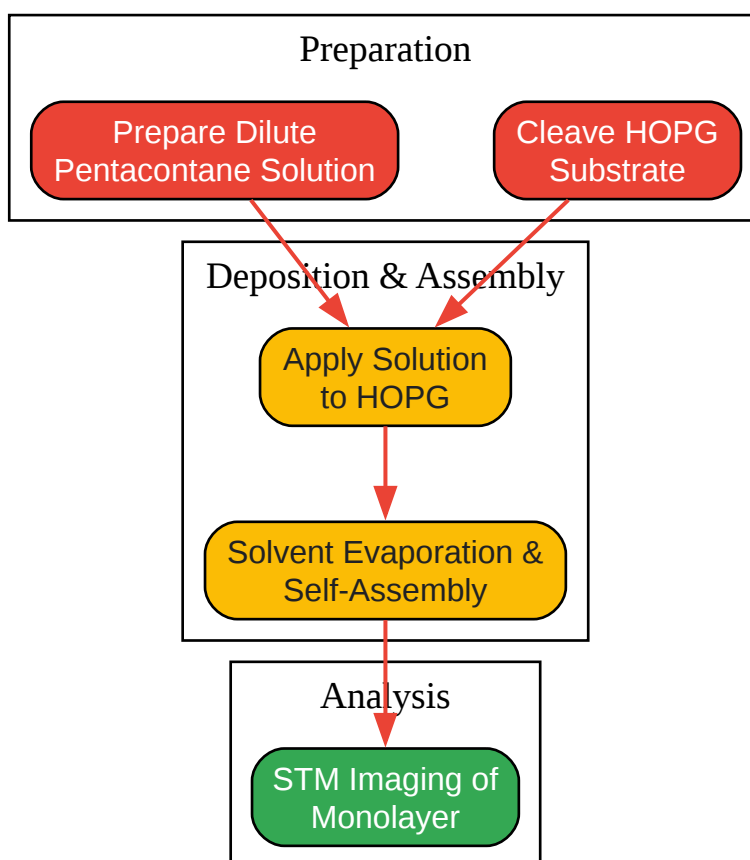 Preparation
Prepare Dilute
Pentacontane Solution
Cleave HOPG
Substrate
Deposition & Assembly
Apply Solution
to HOPG
Solvent Evaporation &
Self-Assembly
Analysis
STM Imaging of
Monolayer